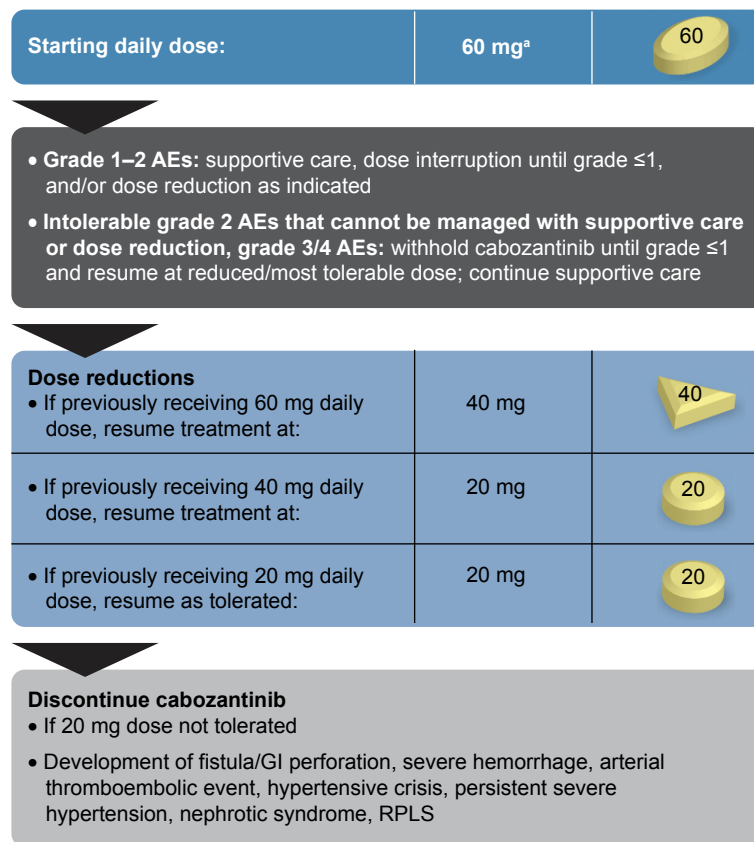 Starting daily dose: 60 mgᵃ 60
• Grade 1–2 AEs: supportive care, dose interruption until grade ≤1,
and/or dose reduction as indicated
• Intolerable grade 2 AEs that cannot be managed with supportive care
or dose reduction, grade 3/4 AEs: withhold cabozantinib until grade ≤1
and resume at reduced/most tolerable dose; continue supportive care
Dose reductions
• If previously receiving 60 mg daily 40 mg 40
dose, resume treatment at:
• If previously receiving 40 mg daily 20 mg 20
dose, resume treatment at:
• If previously receiving 20 mg daily 20 mg 20
dose, resume as tolerated:
Discontinue cabozantinib
• If 20 mg dose not tolerated
• Development of fistula/GI perforation, severe hemorrhage, arterial
thromboembolic event, hypertensive crisis, persistent severe
hypertension, nephrotic syndrome, RPLS